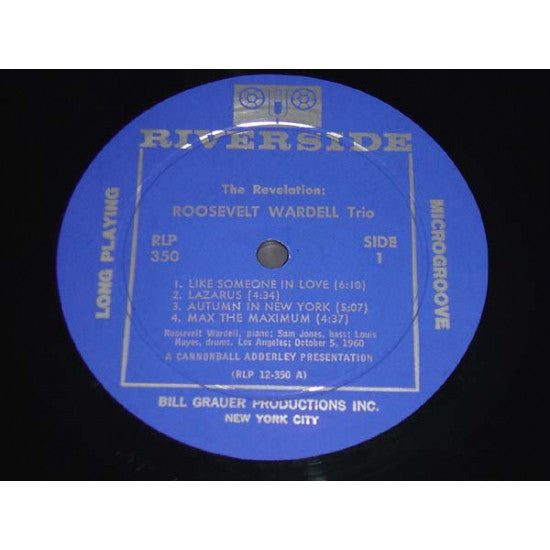 RIVERSIDE
The Revelation:
ROOSEVELT WARDELL Trio
RLP
350
SIDE
1
LONG PLAYING
MICROGROOVE
1. LIKE SOMEONE IN LOVE (6:10)
2. LAZARUS (4:34)
3. AUTUMN IN NEW YORK (5:07)
4. MAX THE MAXIMUM (4:37)
Roosevelt Wardell, piano; Sam Jones, bass; Louis
Hayes, drums. Los Angeles; October 5, 1960
A CANNONBALL ADDERLEY PRESENTATION
(RLP 12-350 A)
BILL GRAUER PRODUCTIONS INC.
NEW YORK CITY